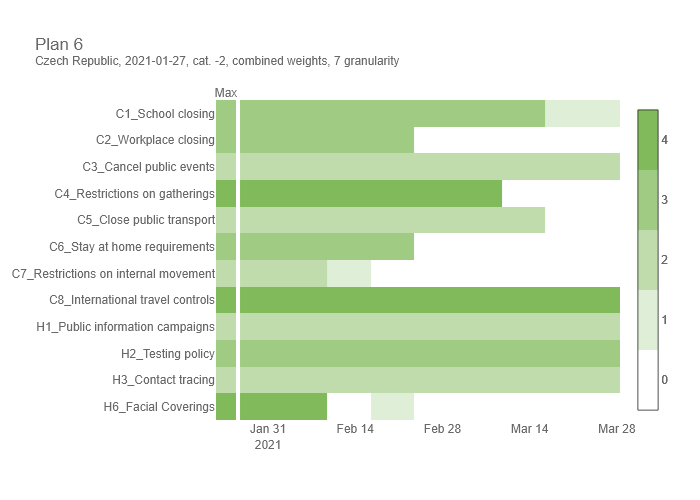 Plan 6
Czech Republic, 2021-01-27, cat. -2, combined weights, 7 granularity
Max
C1_School closing
C2_Workplace closing
C3_Cancel public events
C4_Restrictions on gatherings
C5_Close public transport
C6_Stay at home requirements
C7_Restrictions on internal movement
C8_International travel controls
H1_Public information campaigns
H2_Testing policy
H3_Contact tracing
H6_Facial Coverings
Jan 31 Feb 14 Feb 28 Mar 14 Mar 28
2021
4
3
2
1
0